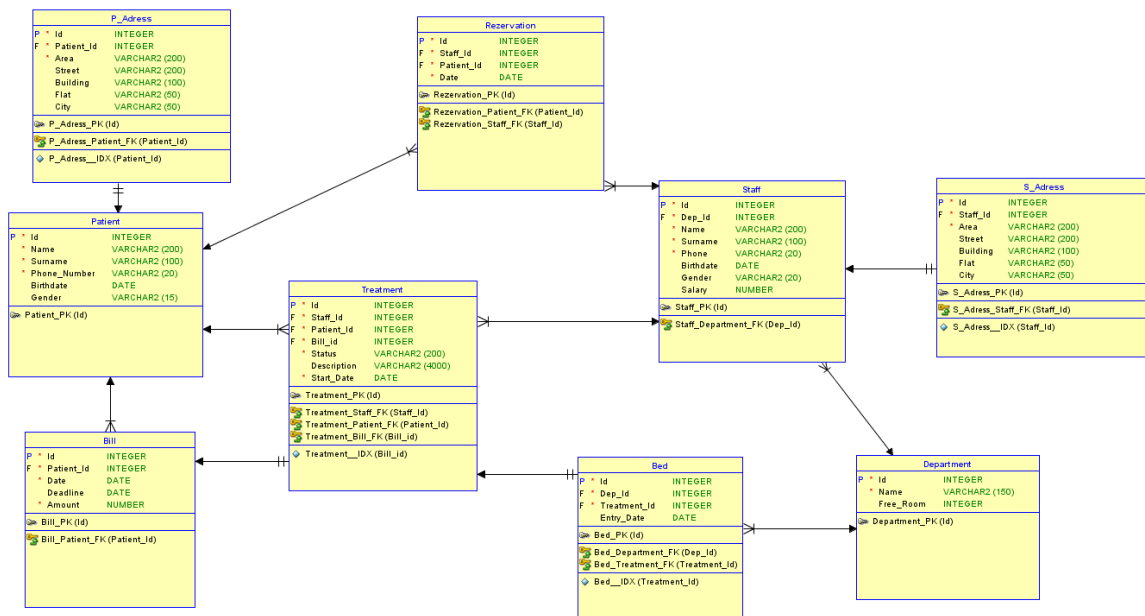 P_Adress
P * Id INTEGER
F * Patient_Id INTEGER
* Area VARCHAR2 (200)
Street VARCHAR2 (200)
Building VARCHAR2 (100)
Flat VARCHAR2 (50)
City VARCHAR2 (50)
P_Adress_PK (Id)
P_Adress_Patient_FK (Patient_Id)
P_Adress__IDX (Patient_Id)
Rezervation
P * Id INTEGER
F * Staff_Id INTEGER
F * Patient_Id INTEGER
* Date DATE
Rezervation_PK (Id)
Rezervation_Patient_FK (Patient_Id)
Rezervation_Staff_FK (Staff_Id)
Staff
P * Id INTEGER
F * Dep_Id INTEGER
* Name VARCHAR2 (200)
* Surname VARCHAR2 (100)
* Phone VARCHAR2 (20)
Birthdate DATE
Gender VARCHAR2 (20)
Salary NUMBER
Staff_PK (Id)
Staff_Department_FK (Dep_Id)
S_Adress
P * Id INTEGER
F * Staff_Id INTEGER
* Area VARCHAR2 (200)
Street VARCHAR2 (200)
Building VARCHAR2 (100)
Flat VARCHAR2 (50)
City VARCHAR2 (50)
S_Adress_PK (Id)
S_Adress_Staff_FK (Staff_Id)
S_Adress__IDX (Staff_Id)
Patient
P * Id INTEGER
* Name VARCHAR2 (200)
* Surname VARCHAR2 (100)
* Phone_Number VARCHAR2 (20)
Birthdate DATE
Gender VARCHAR2 (15)
Patient_PK (Id)
Treatment
P * Id INTEGER
F * Staff_Id INTEGER
F * Patient_Id INTEGER
F * Bill_id INTEGER
* Status VARCHAR2 (200)
Description VARCHAR2 (4000)
* Start_Date DATE
Treatment_PK (Id)
Treatment_Staff_FK (Staff_Id)
Treatment_Patient_FK (Patient_Id)
Treatment_Bill_FK (Bill_id)
Treatment__IDX (Bill_id)
Bill
P * Id INTEGER
F * Patient_Id INTEGER
* Date DATE
Deadline DATE
* Amount NUMBER
Bill_PK (Id)
Bill_Patient_FK (Patient_Id)
Bed
P * Id INTEGER
F * Dep_Id INTEGER
F * Treatment_Id INTEGER
Entry_Date DATE
Bed_PK (Id)
Bed_Department_FK (Dep_Id)
Bed_Treatment_FK (Treatment_Id)
Bed__IDX (Treatment_Id)
Department
P * Id INTEGER
* Name VARCHAR2 (150)
Free_Room INTEGER
Department_PK (Id)